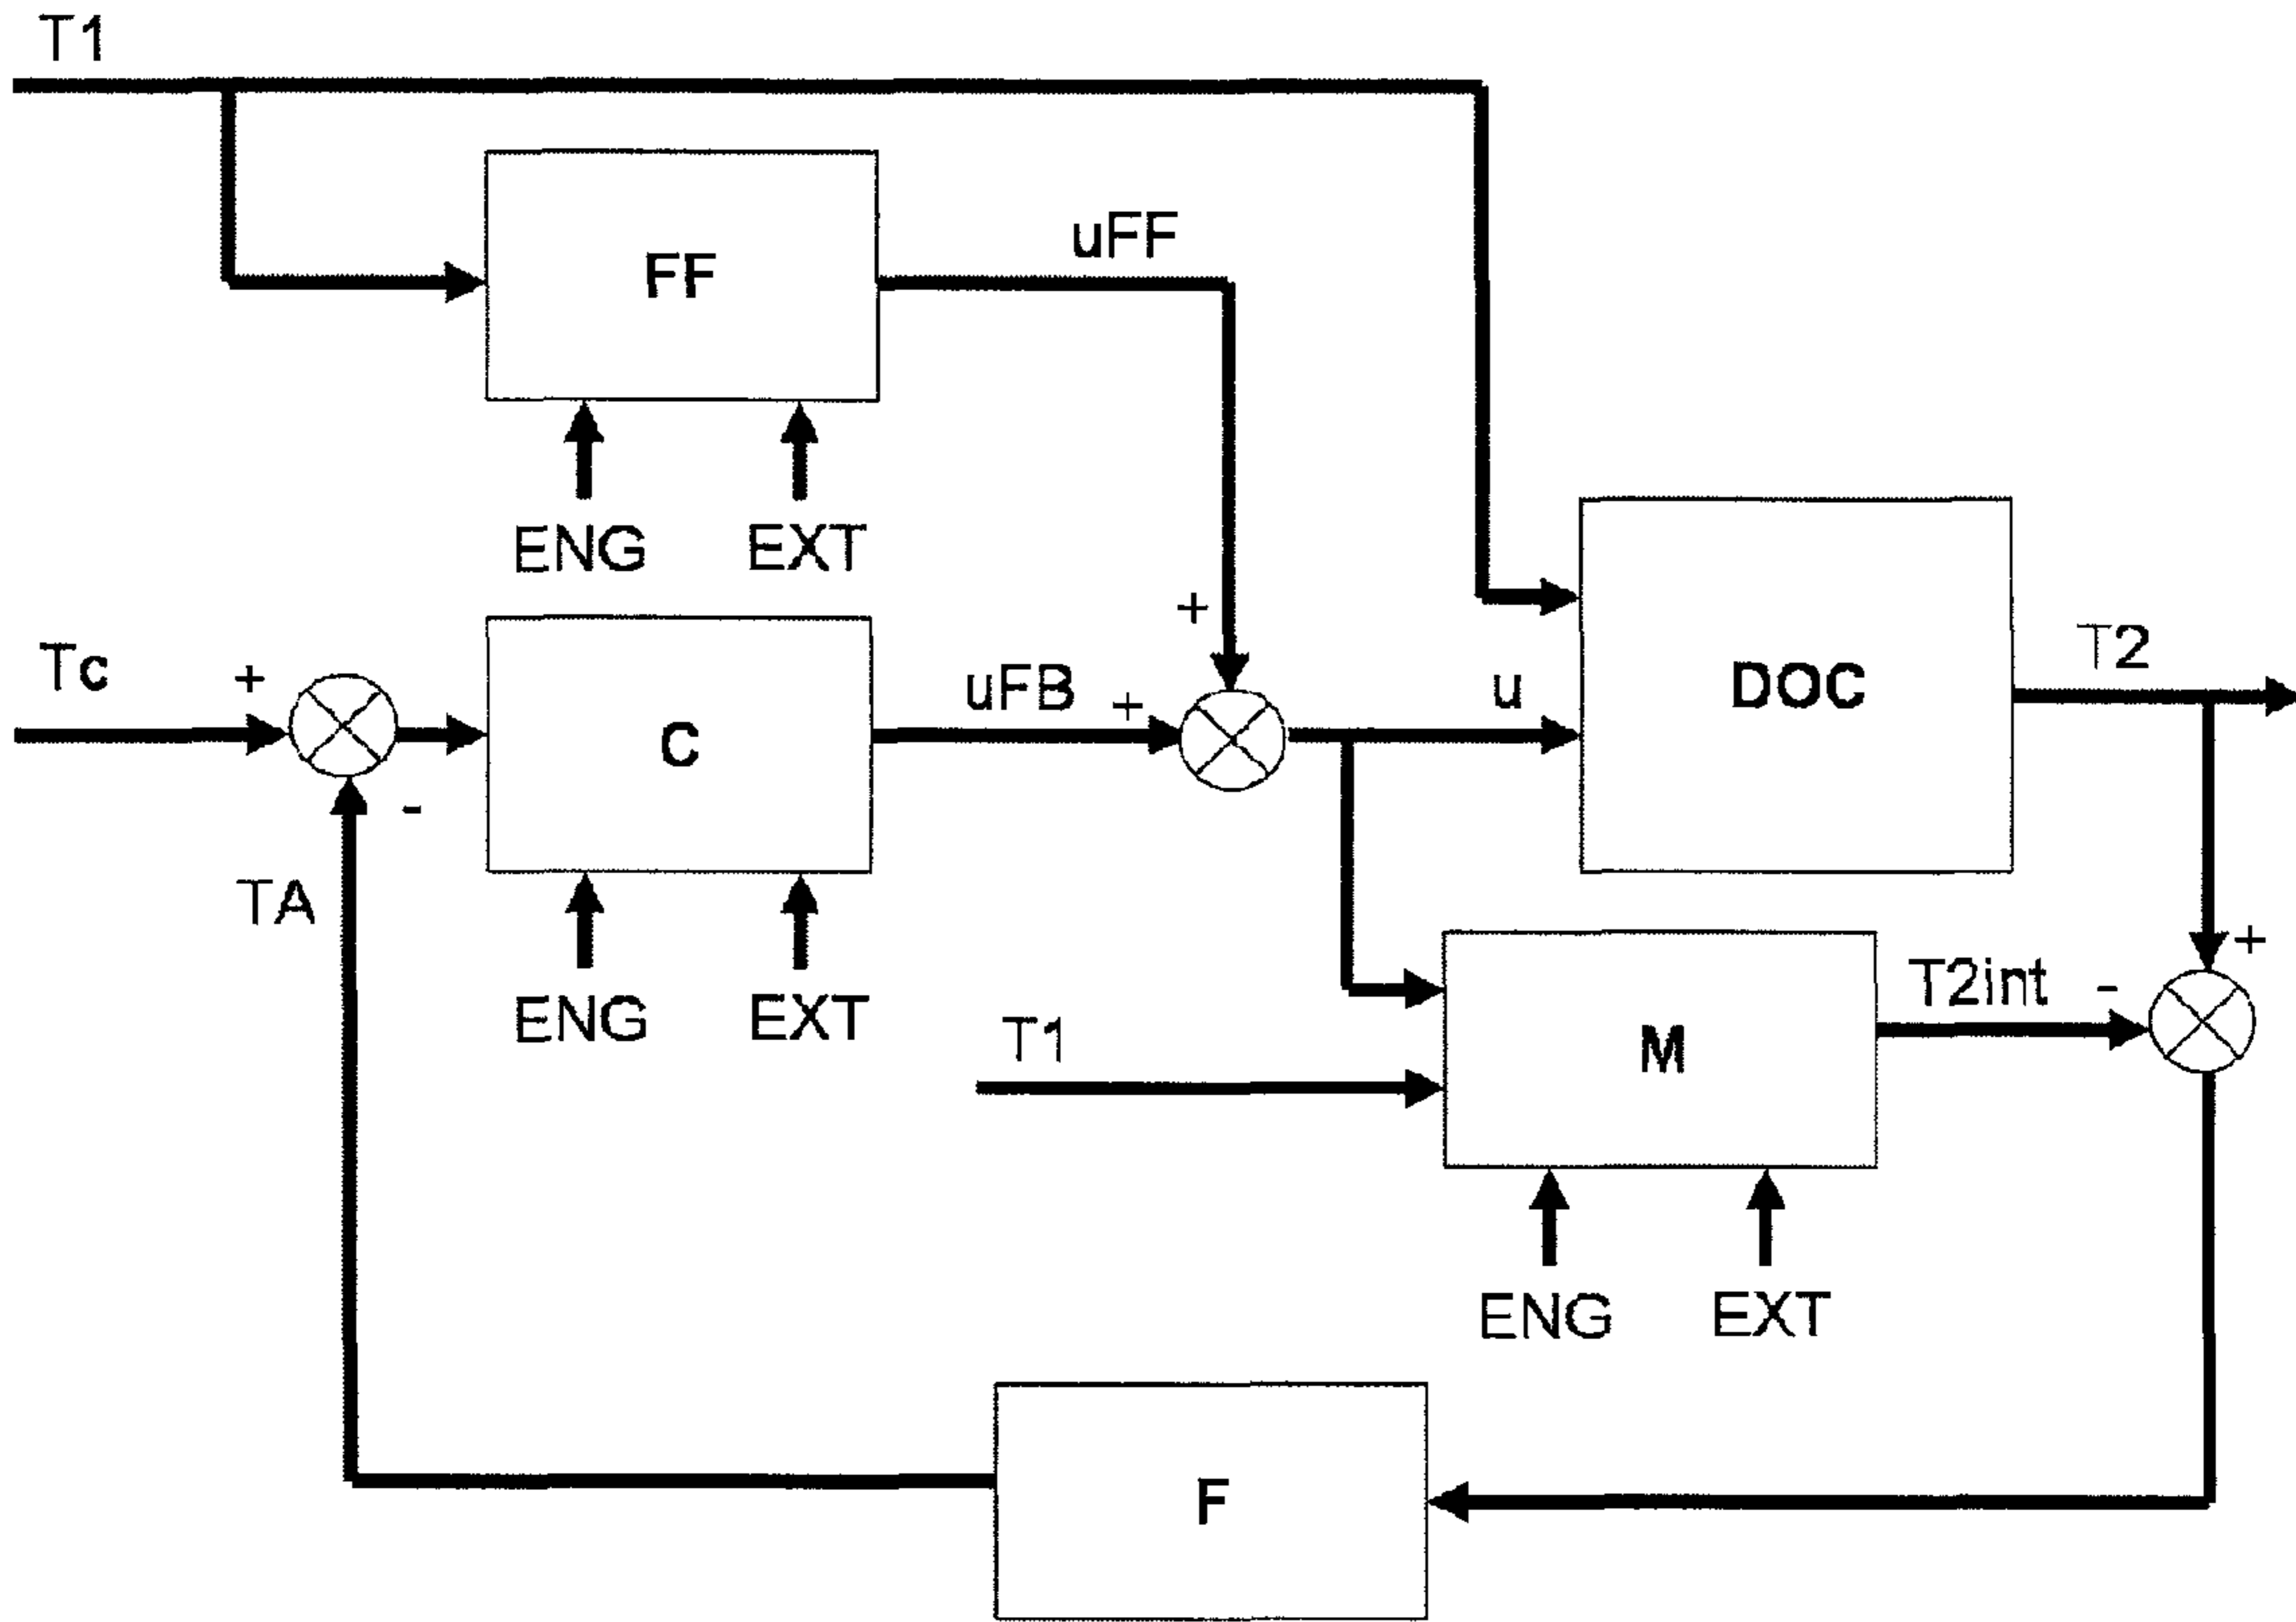 T1
FF
uFF
ENG EXT
+
Tc
+
C
uFB
+
u
DOC
T2
-
TA
ENG EXT
+
T2int
-
T1
M
ENG EXT
F